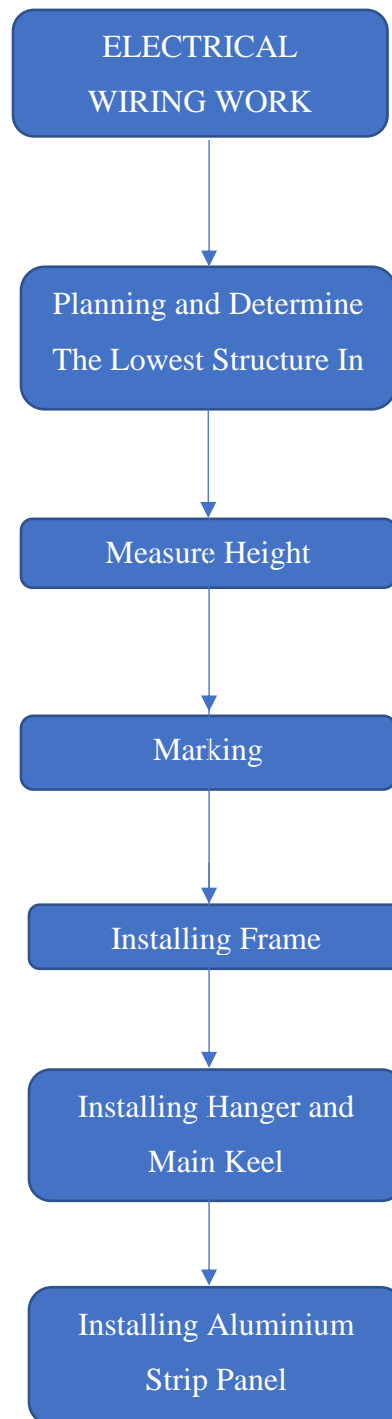 ELECTRICAL
WIRING WORK
Planning and Determine
The Lowest Structure In
Measure Height
Marking
Installing Frame
Installing Hanger and
Main Keel
Installing Aluminium
Strip Panel